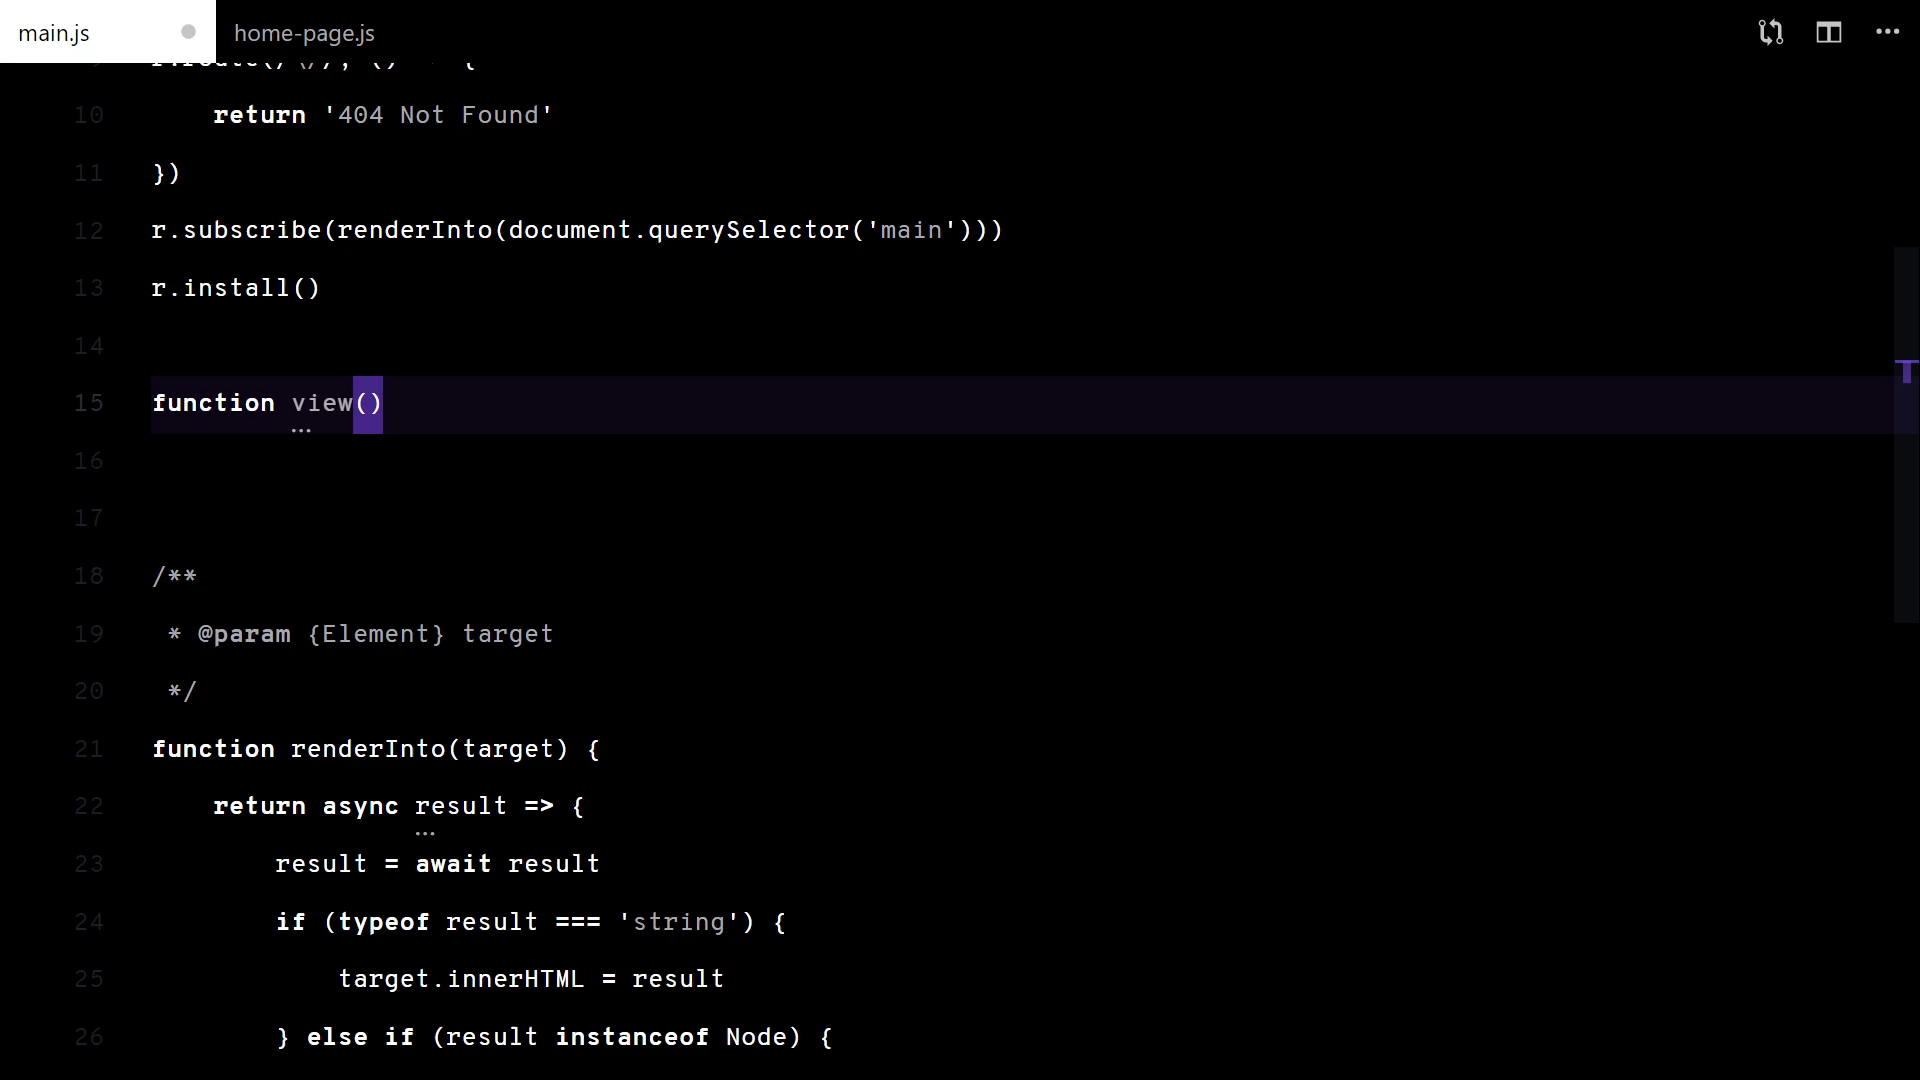 main.js home-page.js
10 return '404 Not Found'
11 })
12 r.subscribe(renderInto(document.querySelector('main')))
13 r.install()
14
15 function view()
16
17
18 /**
19 * @param {Element} target
20 */
21 function renderInto(target) {
22 return async result => {
23 result = await result
24 if (typeof result === 'string') {
25 target.innerHTML = result
26 } else if (result instanceof Node) {